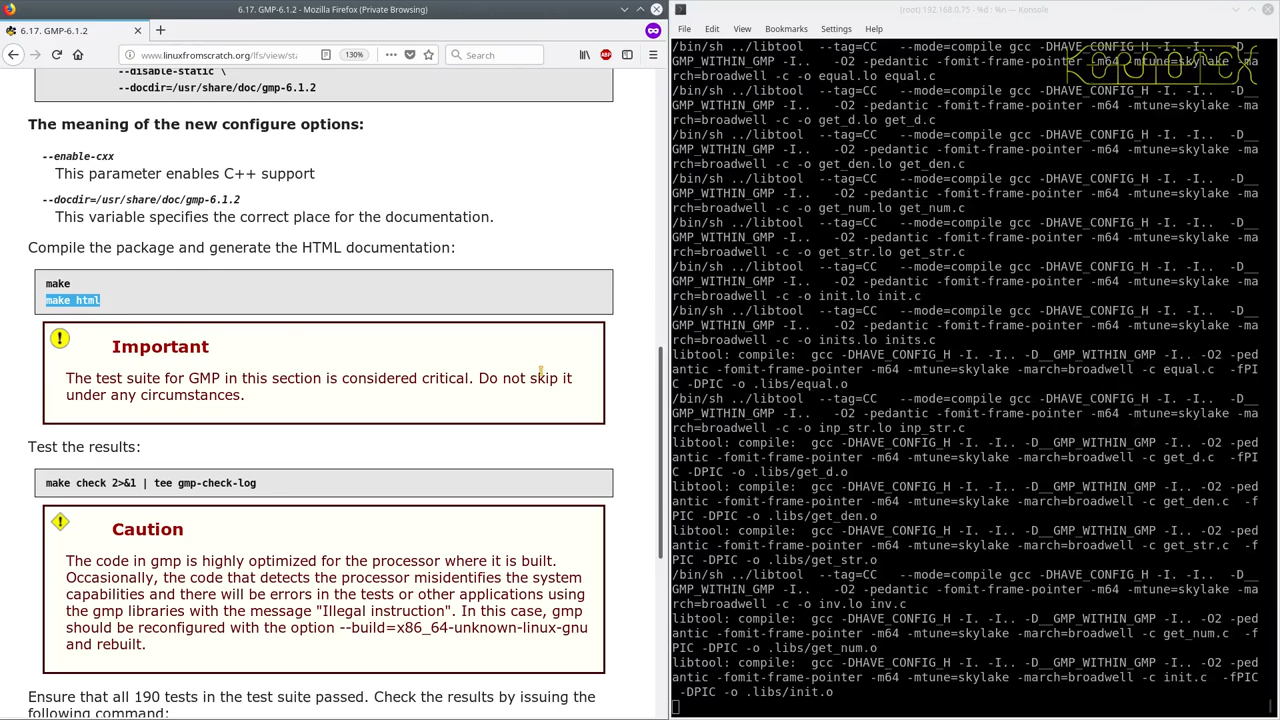 6.17. GMP-6.1.2 - Mozilla Firefox (Private Browsing)
6.17. GMP-6.1.2
www.linuxfromscratch.org/lfs/view/sta
130%
Search
--disable-static \
--docdir=/usr/share/doc/gmp-6.1.2
The meaning of the new configure options:
--enable-cxx
This parameter enables C++ support
--docdir=/usr/share/doc/gmp-6.1.2
This variable specifies the correct place for the documentation.
Compile the package and generate the HTML documentation:
make
make html
Important
The test suite for GMP in this section is considered critical. Do not skip it
under any circumstances.
Test the results:
make check 2>&1 | tee gmp-check-log
Caution
The code in gmp is highly optimized for the processor where it is built.
Occasionally, the code that detects the processor misidentifies the system
capabilities and there will be errors in the tests or other applications using
the gmp libraries with the message "Illegal instruction". In this case, gmp
should be reconfigured with the option --build=x86_64-unknown-linux-gnu
and rebuilt.
Ensure that all 190 tests in the test suite passed. Check the results by issuing the
following command:
(root) 192.168.0.75 - %d : %n — Konsole
File Edit View Bookmarks Settings Help
/bin/sh ../libtool --tag=CC --mode=compile gcc -DHAVE_CONFIG_H -I. -I.. -D__
GMP_WITHIN_GMP -I.. -O2 -pedantic -fomit-frame-pointer -m64 -mtune=skylake -ma
rch=broadwell -c -o equal.lo equal.c
/bin/sh ../libtool --tag=CC --mode=compile gcc -DHAVE_CONFIG_H -I. -I.. -D__
GMP_WITHIN_GMP -I.. -O2 -pedantic -fomit-frame-pointer -m64 -mtune=skylake -ma
rch=broadwell -c -o get_d.lo get_d.c
/bin/sh ../libtool --tag=CC --mode=compile gcc -DHAVE_CONFIG_H -I. -I.. -D__
GMP_WITHIN_GMP -I.. -O2 -pedantic -fomit-frame-pointer -m64 -mtune=skylake -ma
rch=broadwell -c -o get_den.lo get_den.c
/bin/sh ../libtool --tag=CC --mode=compile gcc -DHAVE_CONFIG_H -I. -I.. -D__
GMP_WITHIN_GMP -I.. -O2 -pedantic -fomit-frame-pointer -m64 -mtune=skylake -ma
rch=broadwell -c -o get_num.lo get_num.c
/bin/sh ../libtool --tag=CC --mode=compile gcc -DHAVE_CONFIG_H -I. -I.. -D__
GMP_WITHIN_GMP -I.. -O2 -pedantic -fomit-frame-pointer -m64 -mtune=skylake -ma
rch=broadwell -c -o get_str.lo get_str.c
/bin/sh ../libtool --tag=CC --mode=compile gcc -DHAVE_CONFIG_H -I. -I.. -D__
GMP_WITHIN_GMP -I.. -O2 -pedantic -fomit-frame-pointer -m64 -mtune=skylake -ma
rch=broadwell -c -o init.lo init.c
/bin/sh ../libtool --tag=CC --mode=compile gcc -DHAVE_CONFIG_H -I. -I.. -D__
GMP_WITHIN_GMP -I.. -O2 -pedantic -fomit-frame-pointer -m64 -mtune=skylake -ma
rch=broadwell -c -o inits.lo inits.c
libtool: compile: gcc -DHAVE_CONFIG_H -I. -I.. -D__GMP_WITHIN_GMP -I.. -O2 -ped
antic -fomit-frame-pointer -m64 -mtune=skylake -march=broadwell -c equal.c -fPI
C -DPIC -o .libs/equal.o
/bin/sh ../libtool --tag=CC --mode=compile gcc -DHAVE_CONFIG_H -I. -I.. -D__
GMP_WITHIN_GMP -I.. -O2 -pedantic -fomit-frame-pointer -m64 -mtune=skylake -ma
rch=broadwell -c -o inp_str.lo inp_str.c
libtool: compile: gcc -DHAVE_CONFIG_H -I. -I.. -D__GMP_WITHIN_GMP -I.. -O2 -ped
antic -fomit-frame-pointer -m64 -mtune=skylake -march=broadwell -c get_d.c -fPI
C -DPIC -o .libs/get_d.o
libtool: compile: gcc -DHAVE_CONFIG_H -I. -I.. -D__GMP_WITHIN_GMP -I.. -O2 -ped
antic -fomit-frame-pointer -m64 -mtune=skylake -march=broadwell -c get_den.c -f
PIC -DPIC -o .libs/get_den.o
libtool: compile: gcc -DHAVE_CONFIG_H -I. -I.. -D__GMP_WITHIN_GMP -I.. -O2 -ped
antic -fomit-frame-pointer -m64 -mtune=skylake -march=broadwell -c get_str.c -f
PIC -DPIC -o .libs/get_str.o
/bin/sh ../libtool --tag=CC --mode=compile gcc -DHAVE_CONFIG_H -I. -I.. -D__
GMP_WITHIN_GMP -I.. -O2 -pedantic -fomit-frame-pointer -m64 -mtune=skylake -ma
rch=broadwell -c -o inv.lo inv.c
libtool: compile: gcc -DHAVE_CONFIG_H -I. -I.. -D__GMP_WITHIN_GMP -I.. -O2 -ped
antic -fomit-frame-pointer -m64 -mtune=skylake -march=broadwell -c get_num.c -f
PIC -DPIC -o .libs/get_num.o
libtool: compile: gcc -DHAVE_CONFIG_H -I. -I.. -D__GMP_WITHIN_GMP -I.. -O2 -ped
antic -fomit-frame-pointer -m64 -mtune=skylake -march=broadwell -c init.c -fPIC
-DPIC -o .libs/init.o